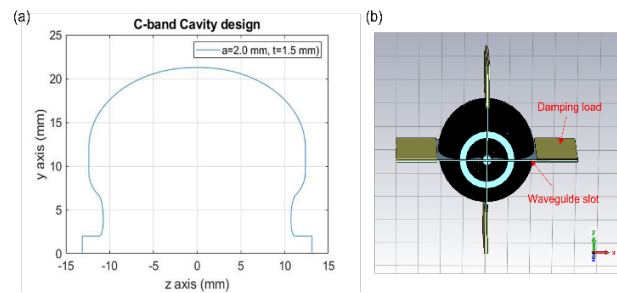 (a)
C-band Cavity design
a=2.0 mm, t=1.5 mm)
y axis (mm)
25
20
15
10
5
0
-15
-10
-5
0
5
10
15
z axis (mm)
(b)
Damping load
Waveguide slot
y
x